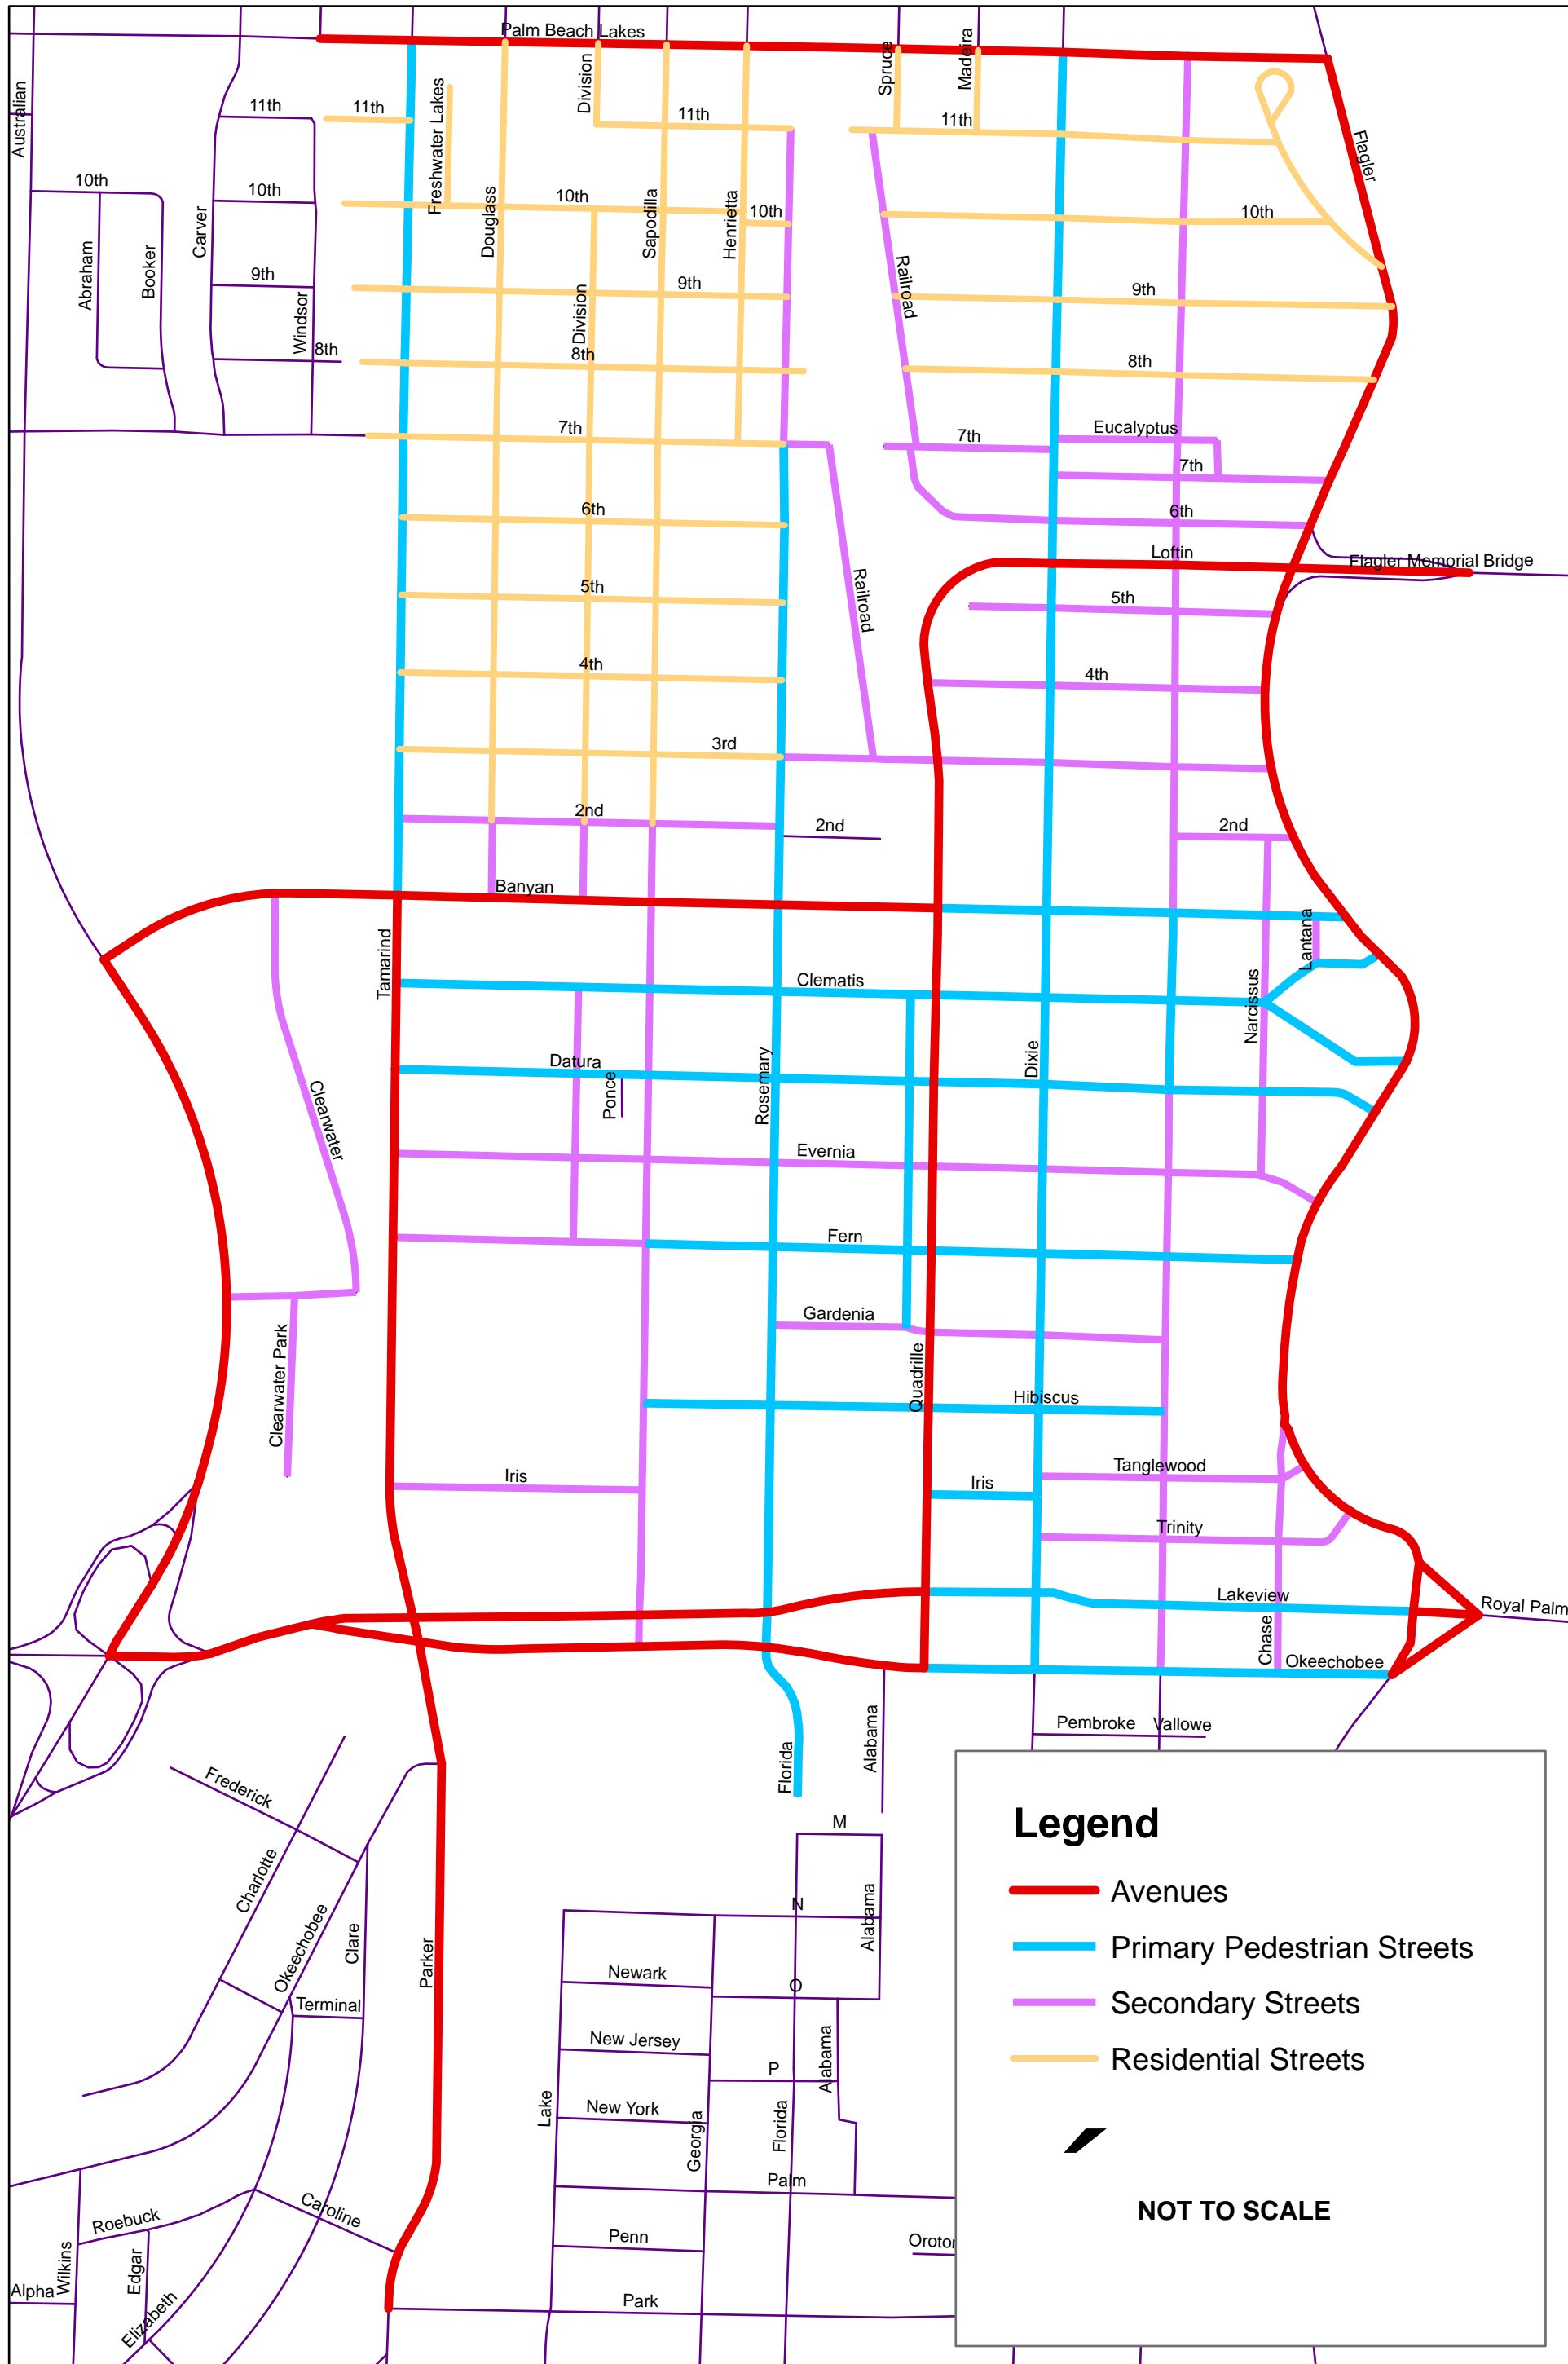 Palm Beach Lakes
Australian
Division
Spruce
Madeira
Freshwater Lakes
11th
11th
11th
11th
Flagler
10th
10th
10th
10th
10th
Abraham
Booker
Carver
Douglass
Sapodilla
Henrietta
9th
9th
9th
Railroad
Windsor
Division
8th
8th
8th
7th
7th
Eucalyptus
7th
6th
6th
Loftin
Flagler Memorial Bridge
5th
5th
Railroad
4th
4th
3rd
2nd
2nd
2nd
Banyan
Lantana
Tamarind
Clematis
Narcissus
Datura
Ponce
Rosemary
Dixie
Clearwater
Evernia
Fern
Gardenia
Clearwater Park
Quadrille
Hibiscus
Iris
Iris
Tanglewood
Trinity
Lakeview
Royal Palm
Chase
Okeechobee
Alabama
Florida
Pembroke
Vallowe
Frederick
Charlotte
Okeechobee
Clare
Parker
Terminal
M
N
Alabama
Newark
O
New Jersey
Alabama
P
Lake
New York
Georgia
Florida
Palm
Caroline
Roebuck
Wilkins
Edgar
Penn
Alpha
Elizabeth
Park
Legend
Avenues
Primary Pedestrian Streets
Secondary Streets
Residential Streets
NOT TO SCALE